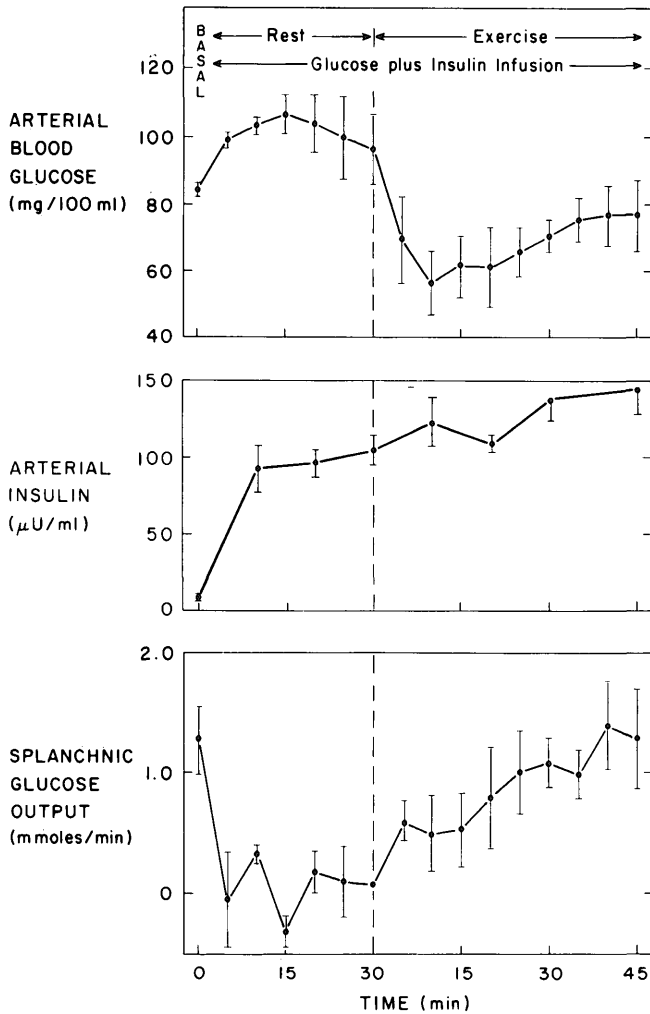 BASAL
Rest
Exercise
Glucose plus Insulin Infusion
ARTERIAL
BLOOD
GLUCOSE
(mg/100 ml)
120
100
80
60
40
ARTERIAL
INSULIN
(μU/ml)
150
100
50
0
SPLANCHNIC
GLUCOSE
OUTPUT
(mmoles/min)
2.0
1.0
0
0
15
30
15
30
45
TIME (min)